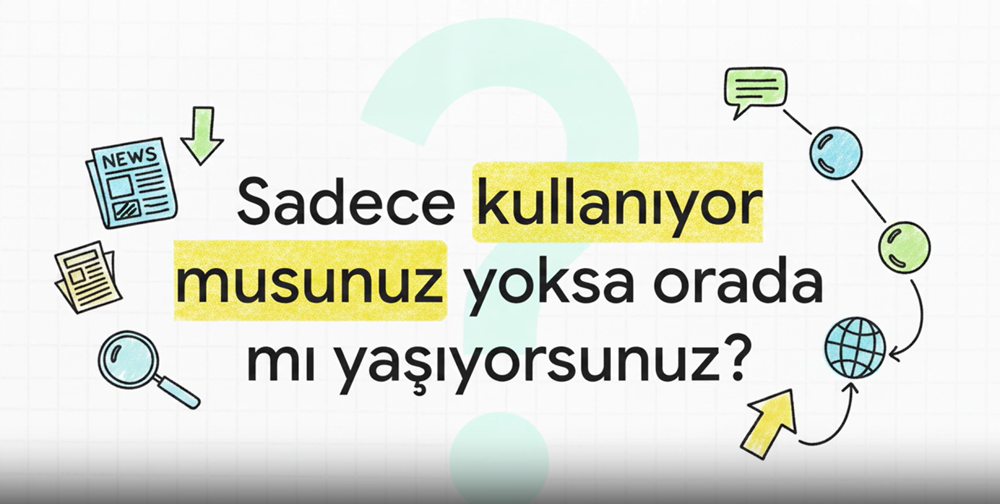 NEWS
Sadece kullanıyor
musunuz yoksa orada
mı yaşıyorsunuz?